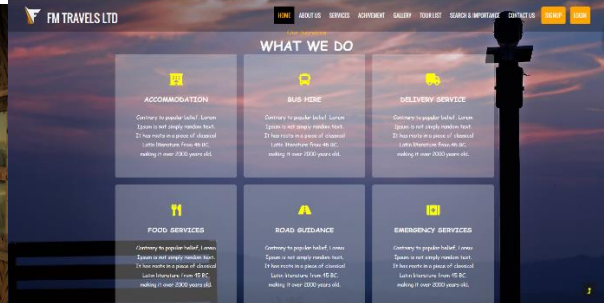 FM TRAVELS LTD
HOME ABOUT US SERVICES ACHIVEMENT GALLERY TOUR LIST SEARCH & IMPORTANCE CONTACT US SIGNUP LOGIN
Our Services
WHAT WE DO
ACCOMMODATION
Contrary to popular belief, Lorem
Ipsum is not simply random text.
It has roots in a piece of classical
Latin literature from 45 BC,
making it over 2000 years old.
BUS HIRE
Contrary to popular belief, Lorem
Ipsum is not simply random text.
It has roots in a piece of classical
Latin literature from 45 BC,
making it over 2000 years old.
DELIVERY SERVICE
Contrary to popular belief, Lorem
Ipsum is not simply random text.
It has roots in a piece of classical
Latin literature from 45 BC,
making it over 2000 years old.
FOOD SERVICES
Contrary to popular belief, Lorem
Ipsum is not simply random text.
It has roots in a piece of classical
Latin literature from 45 BC,
making it over 2000 years old.
ROAD GUIDANCE
Contrary to popular belief, Lorem
Ipsum is not simply random text.
It has roots in a piece of classical
Latin literature from 45 BC,
making it over 2000 years old.
EMERGENCY SERVICES
Contrary to popular belief, Lorem
Ipsum is not simply random text.
It has roots in a piece of classical
Latin literature from 45 BC,
making it over 2000 years old.